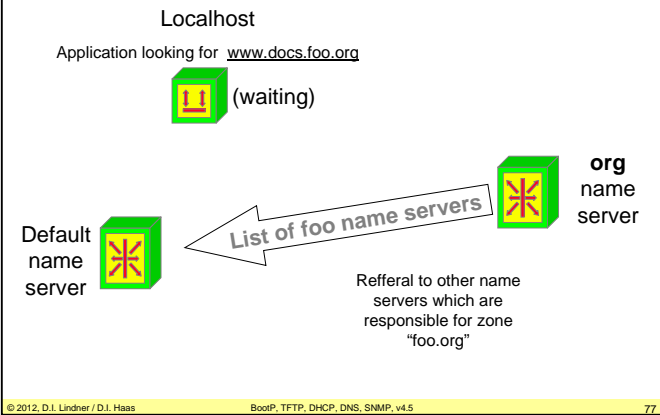 Localhost
Application looking for www.docs.foo.org
(waiting)
org
name
server
List of foo name servers
Default
name
server
Refferal to other name
servers which are
responsible for zone
“foo.org”
© 2012, D.I. Lindner / D.I. Haas
BootP, TFTP, DHCP, DNS, SNMP, v4.5
77